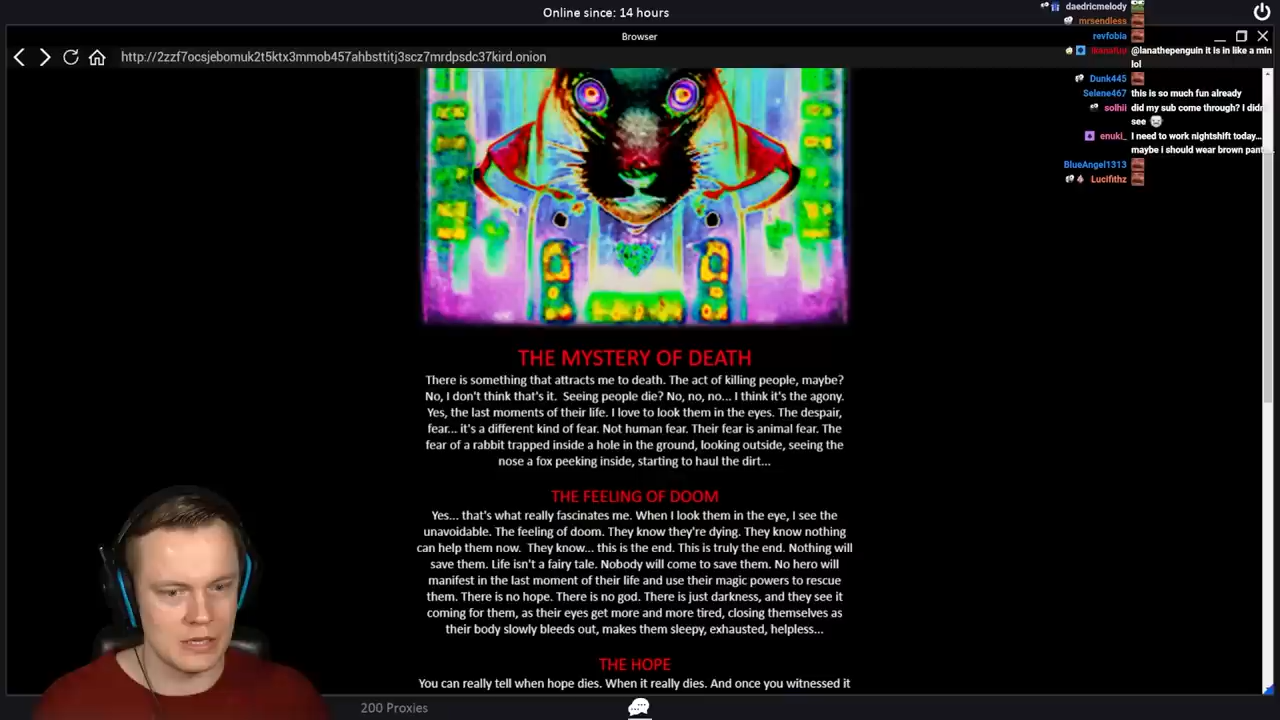 Online since: 14 hours
Browser
http://2zzf7ocsjebomuk2t5ktx3mmob457ahbsttitj3scz7mrdpsdc37kird.onion
daedricmelody
mrsendless
revfobia
@lanathepenguin it is in like a min
lol
Dunk445
Selene467 this is so much fun already
solhii did my sub come through? I didn
see
enuki_ I need to work nightshift today...
maybe I should wear brown pant
BlueAngel1313
Lucifithz
THE MYSTERY OF DEATH
There is something that attracts me to death. The act of killing people, maybe?
No, I don't think that's it. Seeing people die? No, no, no... I think it's the agony.
Yes, the last moments of their life. I love to look them in the eyes. The despair,
fear... it's a different kind of fear. Not human fear. Their fear is animal fear. The
fear of a rabbit trapped inside a hole in the ground, looking outside, seeing the
nose a fox peeking inside, starting to haul the dirt...
THE FEELING OF DOOM
Yes... that's what really fascinates me. When I look them in the eye, I see the
unavoidable. The feeling of doom. They know they're dying. They know nothing
can help them now. They know... this is the end. This is truly the end. Nothing will
save them. Life isn't a fairy tale. Nobody will come to save them. No hero will
manifest in the last moment of their life and use their magic powers to rescue
them. There is no hope. There is no god. There is just darkness, and they see it
coming for them, as their eyes get more and more tired, closing themselves as
their body slowly bleeds out, makes them sleepy, exhausted, helpless...
THE HOPE
You can really tell when hope dies. When it really dies. And once you witnessed it
200 Proxies